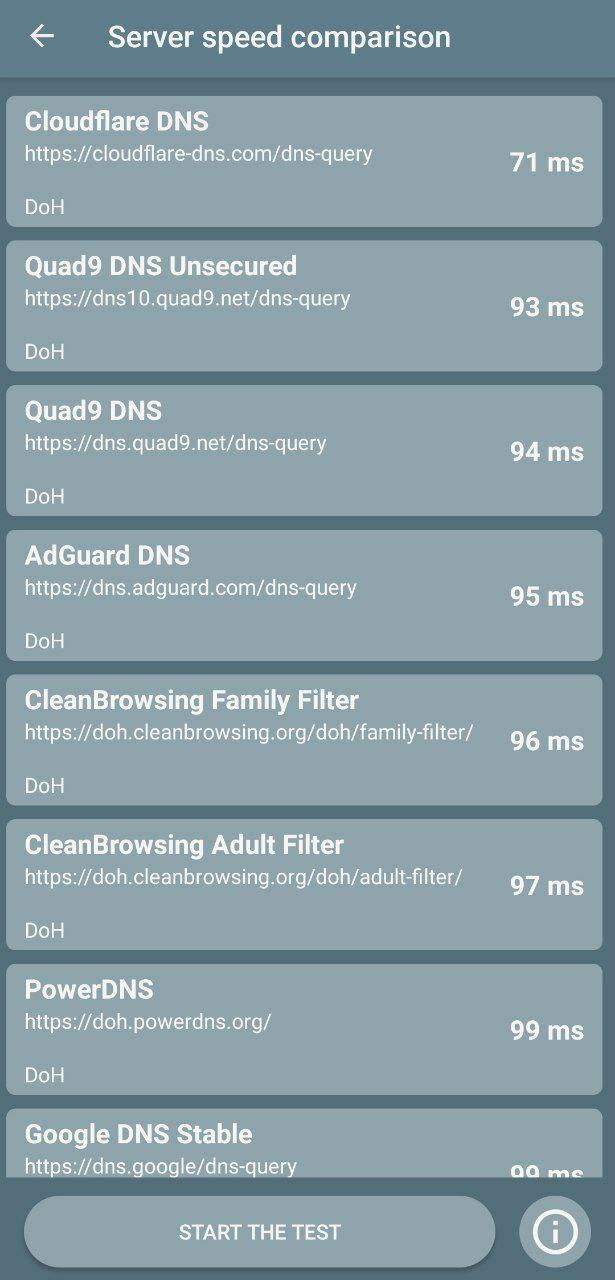 Server speed comparison
Cloudflare DNS
https://cloudflare-dns.com/dns-query
71 ms
DoH
Quad9 DNS Unsecured
https://dns10.quad9.net/dns-query
93 ms
DoH
Quad9 DNS
https://dns.quad9.net/dns-query
94 ms
DoH
AdGuard DNS
https://dns.adguard.com/dns-query
95 ms
DoH
CleanBrowsing Family Filter
https://doh.cleanbrowsing.org/doh/family-filter/
96 ms
DoH
CleanBrowsing Adult Filter
https://doh.cleanbrowsing.org/doh/adult-filter/
97 ms
DoH
PowerDNS
https://doh.powerdns.org/
99 ms
DoH
Google DNS Stable
https://dns.google/dns-query
99 ms
START THE TEST